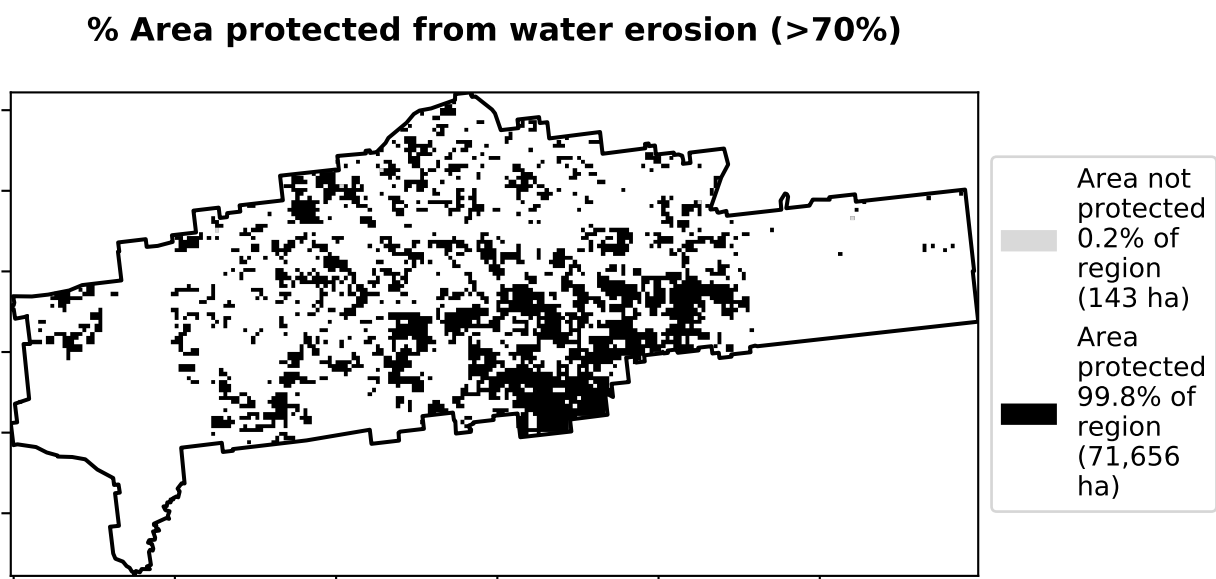 % Area protected from water erosion (>70%)
Area not
protected
0.2% of
region
(143 ha)
Area
protected
99.8% of
region
(71,656
ha)